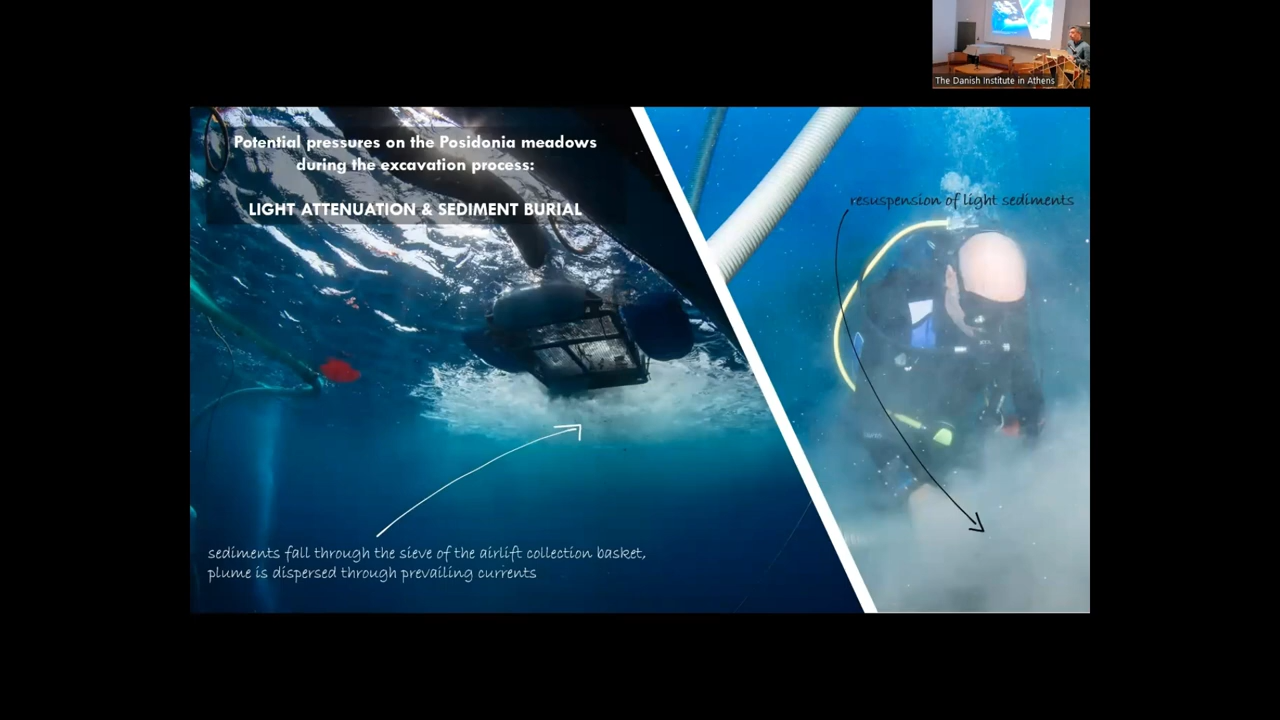 The Danish Institute in Athens
Potential pressures on the Posidonia meadows
during the excavation process:
LIGHT ATTENUATION & SEDIMENT BURIAL
resuspension of light sediments
sediments fall through the sieve of the airlift collection basket,
plume is dispersed through prevailing currents